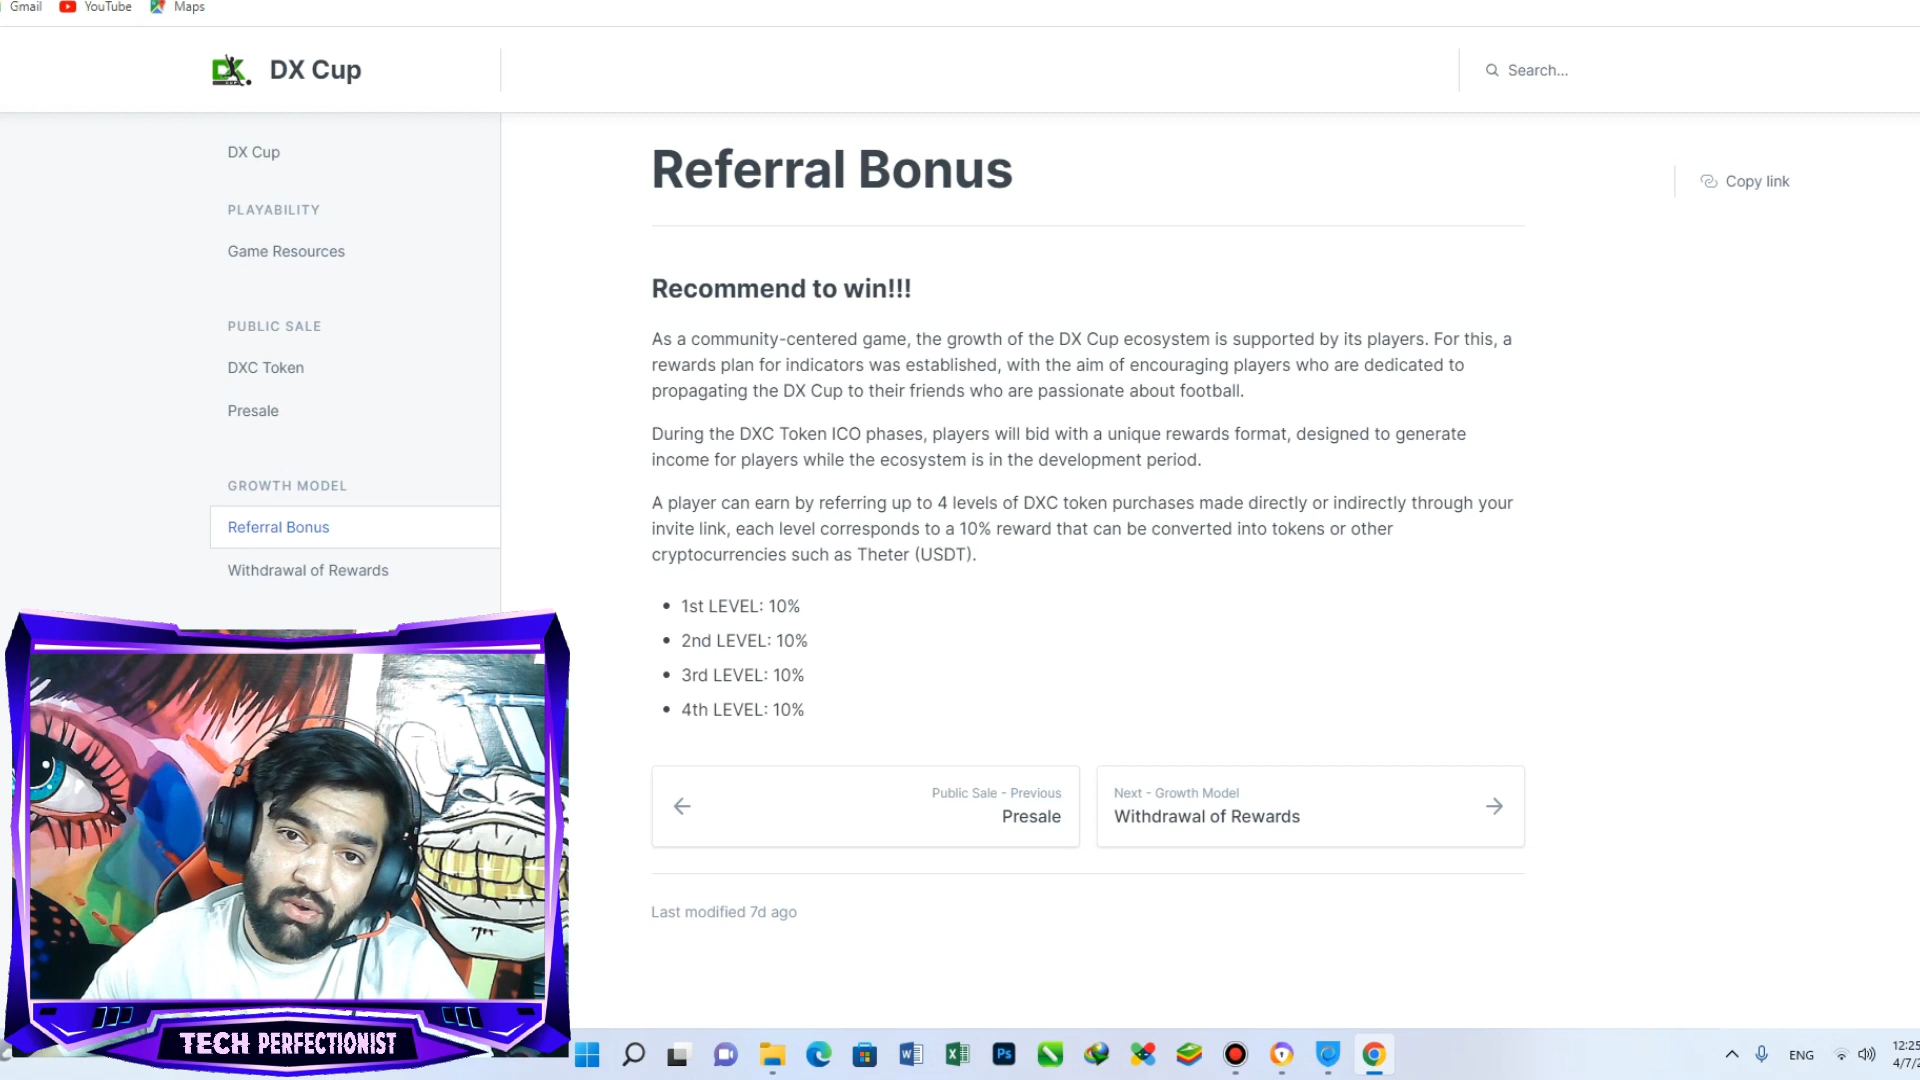 Gmail YouTube Maps
DX Cup
Search...
DX Cup
PLAYABILITY
Game Resources
PUBLIC SALE
DXC Token
Presale
GROWTH MODEL
Referral Bonus
Withdrawal of Rewards
Referral Bonus
Copy link
Recommend to win!!!
As a community-centered game, the growth of the DX Cup ecosystem is supported by its players. For this, a
rewards plan for indicators was established, with the aim of encouraging players who are dedicated to
propagating the DX Cup to their friends who are passionate about football.
During the DXC Token ICO phases, players will bid with a unique rewards format, designed to generate
income for players while the ecosystem is in the development period.
A player can earn by referring up to 4 levels of DXC token purchases made directly or indirectly through your
invite link, each level corresponds to a 10% reward that can be converted into tokens or other
cryptocurrencies such as Theter (USDT).
• 1st LEVEL: 10%
• 2nd LEVEL: 10%
• 3rd LEVEL: 10%
• 4th LEVEL: 10%
Public Sale - Previous
Presale
Next - Growth Model
Withdrawal of Rewards
Last modified 7d ago
TECH PERFECTIONIST
Ps
ENG
12:25
4/7/2